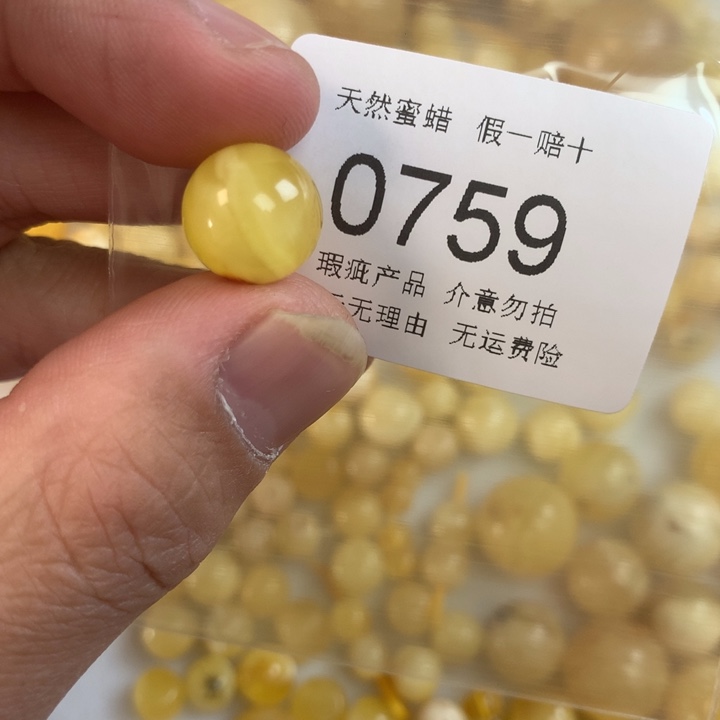 天然蜜蜡 假一赔十
0759
瑕疵产品 介意勿拍
无理由 无运费险